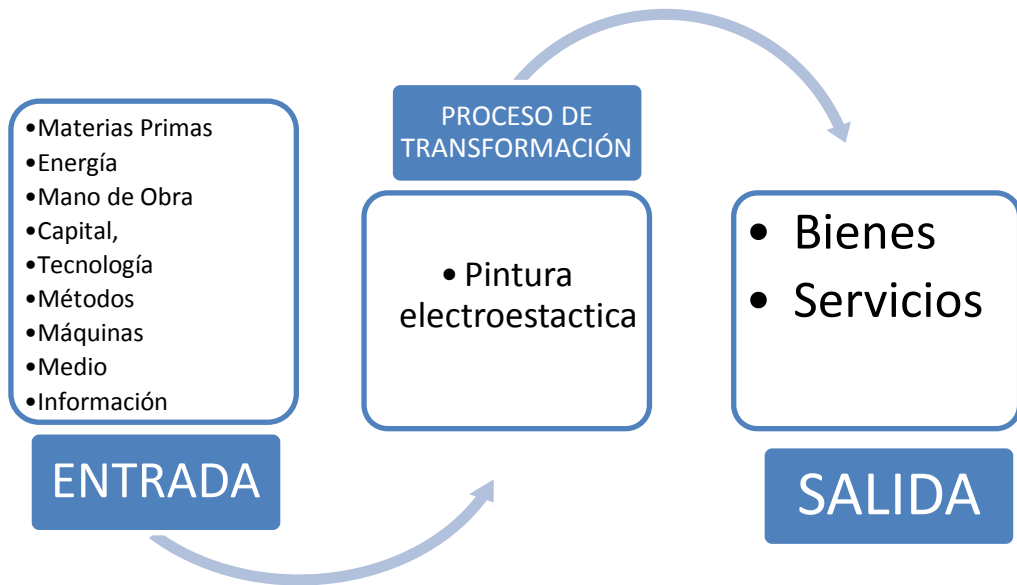 •Materias Primas
•Energía
•Mano de Obra
•Capital,
•Tecnología
•Métodos
•Máquinas
•Medio
•Información
ENTRADA
PROCESO DE
TRANSFORMACIÓN
• Pintura
electroestactica
• Bienes
• Servicios
SALIDA